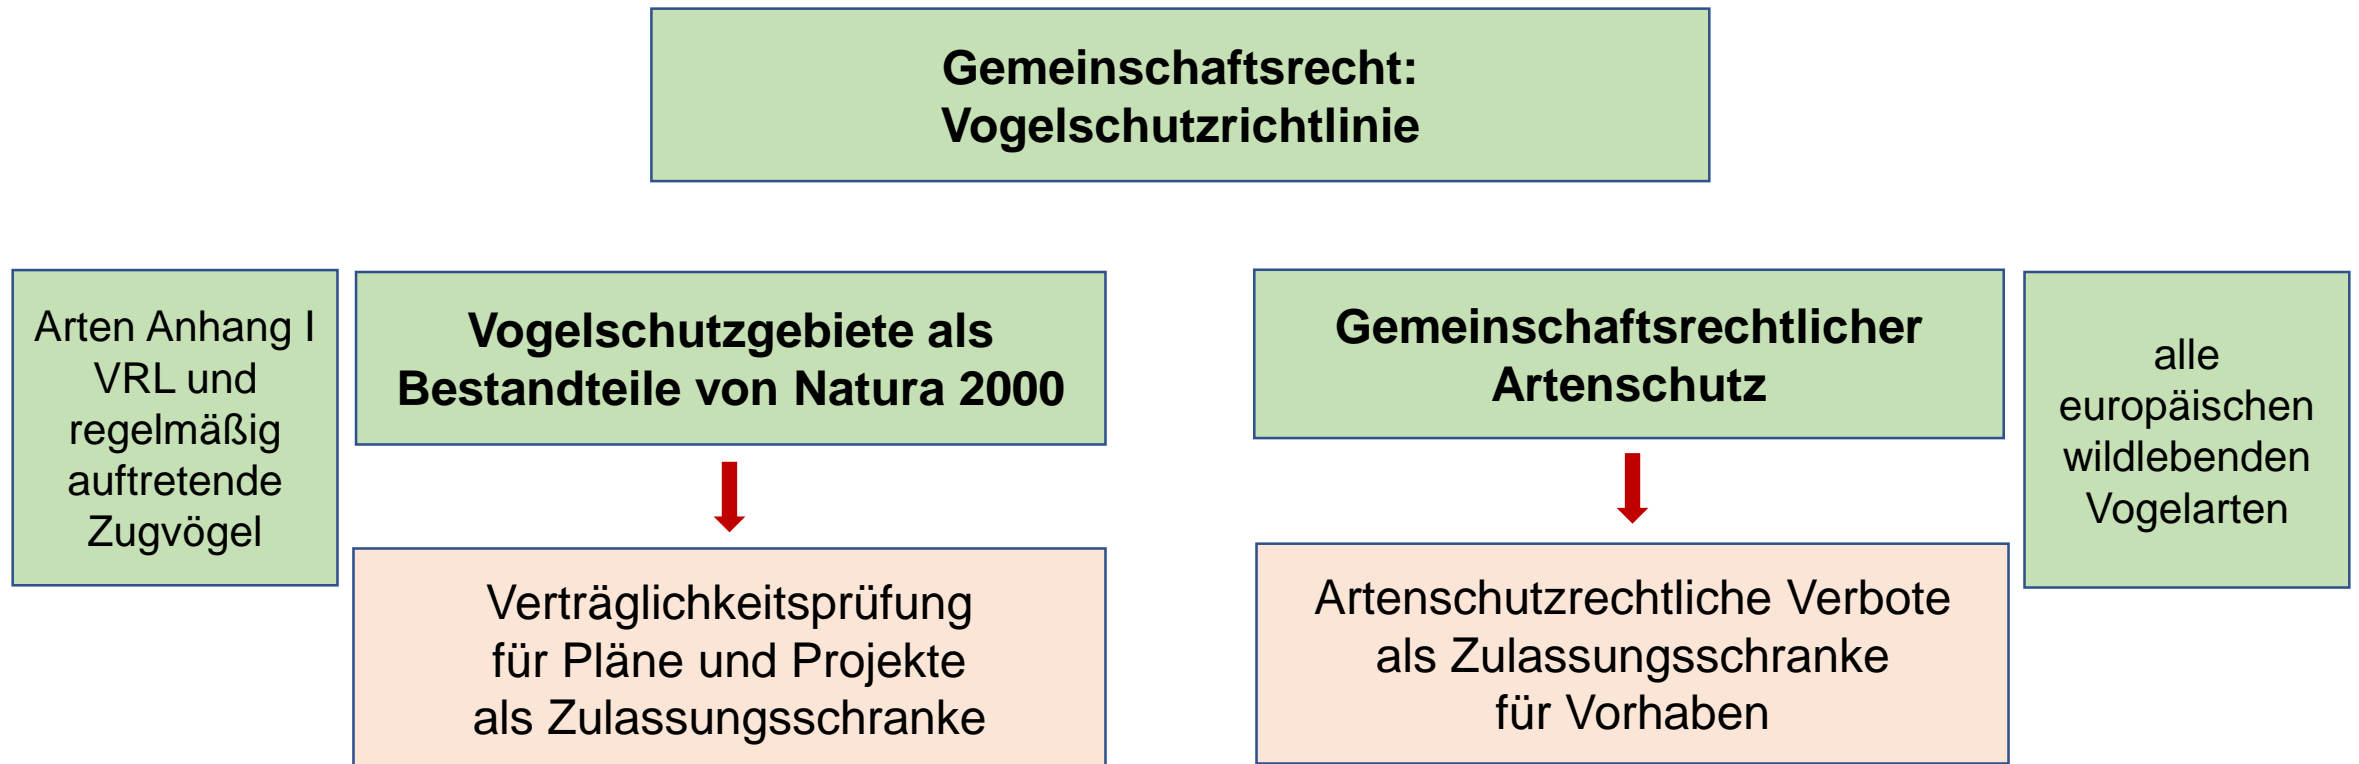 Gemeinschaftsrecht:
Vogelschutzrichtlinie
Arten Anhang I
VRL und
regelmäßig
auftretende
Zugvögel
Vogelschutzgebiete als
Bestandteile von Natura 2000
Gemeinschaftsrechtlicher
Artenschutz
alle
europäischen
wildlebenden
Vogelarten
Verträglichkeitsprüfung
für Pläne und Projekte
als Zulassungsschranke
Artenschutzrechtliche Verbote
als Zulassungsschranke
für Vorhaben